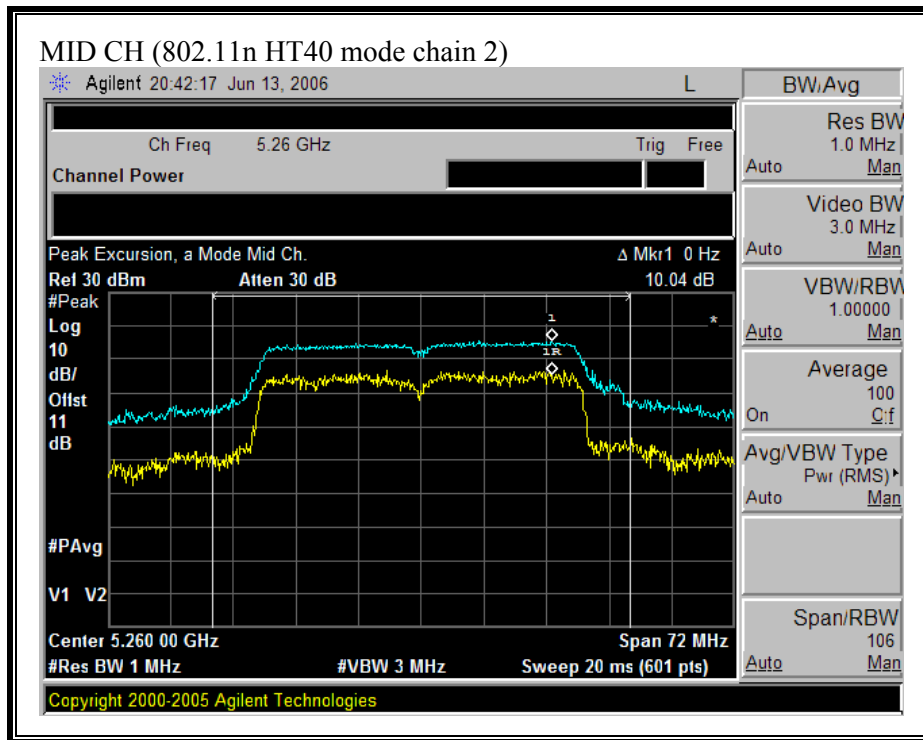 MID CH (802.11n HT40 mode chain 2)
Agilent 20:42:17 Jun 13, 2006 L
BW/Avg
Ch Freq 5.26 GHz Trig Free
Channel Power
Res BW
1.0 MHz
Auto Man
Video BW
3.0 MHz
Auto Man
VBW/RBW
1.00000
Auto Man
Average
100
On Off
Avg/VBW Type
Pwr (RMS)
Auto Man
Span/RBW
106
Auto Man
Peak Excursion, a Mode Mid Ch. Δ Mkr1 0 Hz
Ref 30 dBm Atten 30 dB 10.04 dB
#Peak
Log
10
dB/
Offst
11
dB
1
1R
*
#PAvg
V1 V2
Center 5.260 00 GHz Span 72 MHz
#Res BW 1 MHz #VBW 3 MHz Sweep 20 ms (601 pts)
Copyright 2000-2005 Agilent Technologies